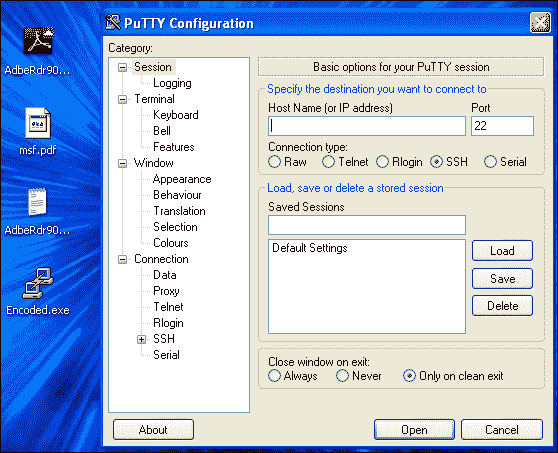 AdbeRdr90...
msf.pdf
AdbeRdr90...
Encoded.exe
PuTTY Configuration
Category:
Session
Logging
Terminal
Keyboard
Bell
Features
Window
Appearance
Behaviour
Translation
Selection
Colours
Connection
Data
Proxy
Telnet
Rlogin
SSH
Serial
Basic options for your PuTTY session
Specify the destination you want to connect to
Host Name (or IP address) Port
22
Connection type:
Raw Telnet Rlogin SSH Serial
Load, save or delete a stored session
Saved Sessions
Default Settings
Load
Save
Delete
Close window on exit:
Always Never Only on clean exit
About Open Cancel